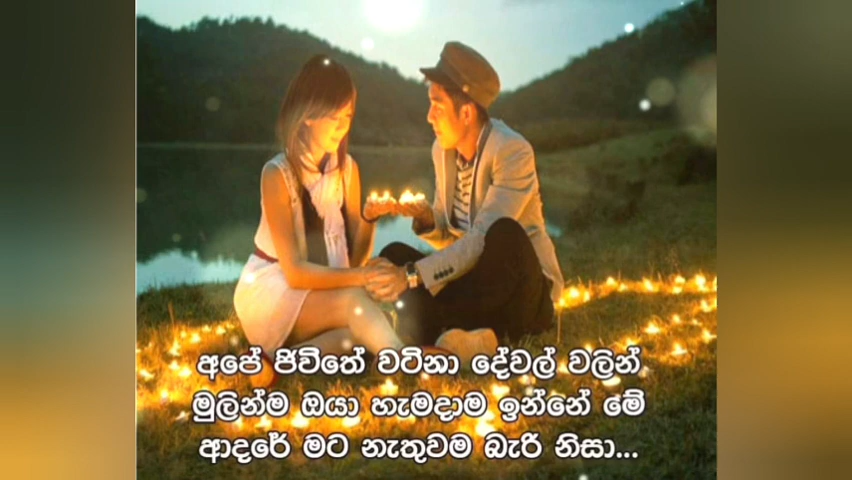 අපේ ජිවිතේ වටිනා දේවල් වලින්
මුලින්ම ඔයා හැමදාම ඉන්නේ මේ
ආදරේ මට නැතුවම බැරි නිසා...